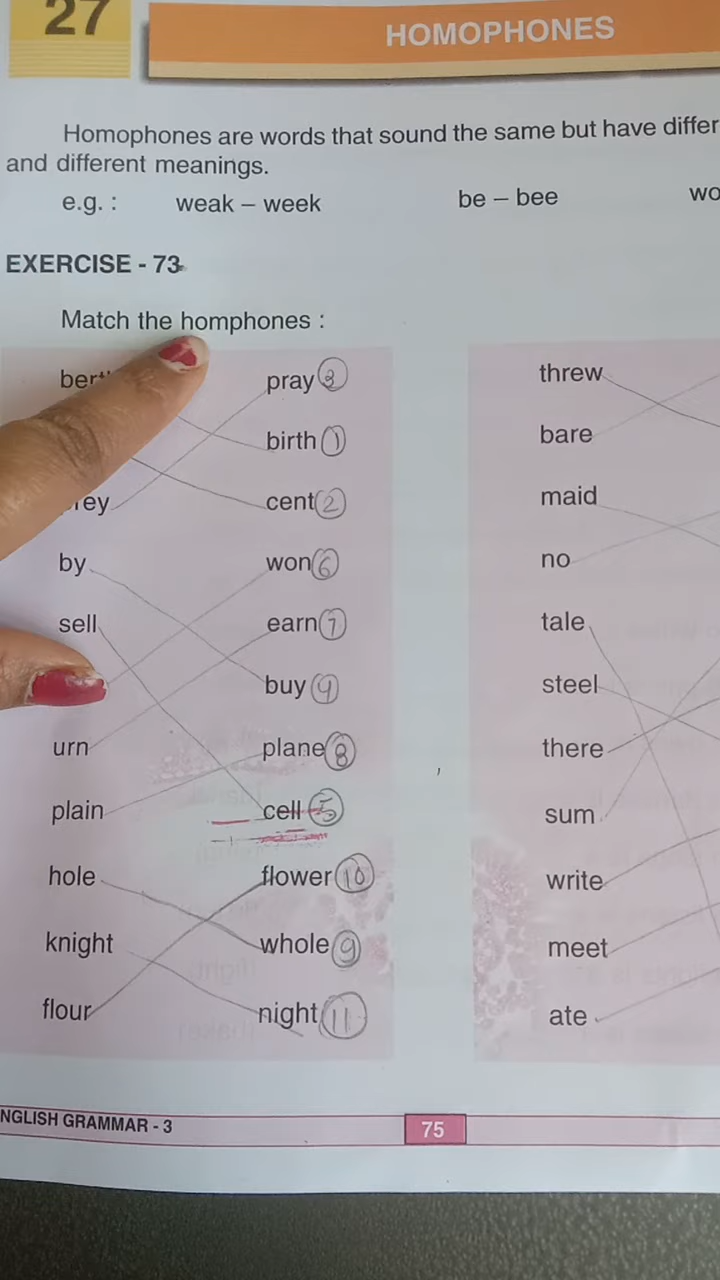 27
HOMOPHONES
Homophones are words that sound the same but have differ
and different meanings.
e.g. : weak – week be – bee wo
EXERCISE - 73
Match the homphones :
pray 3 threw
birth 1 bare
cent 2 maid
by won 6 no
sell earn 7 tale
buy 4 steel
urn plane 8 there
plain cell 5 sum
hole flower 10 write
knight whole 9 meet
flour night 11 ate
NGLISH GRAMMAR - 3 75